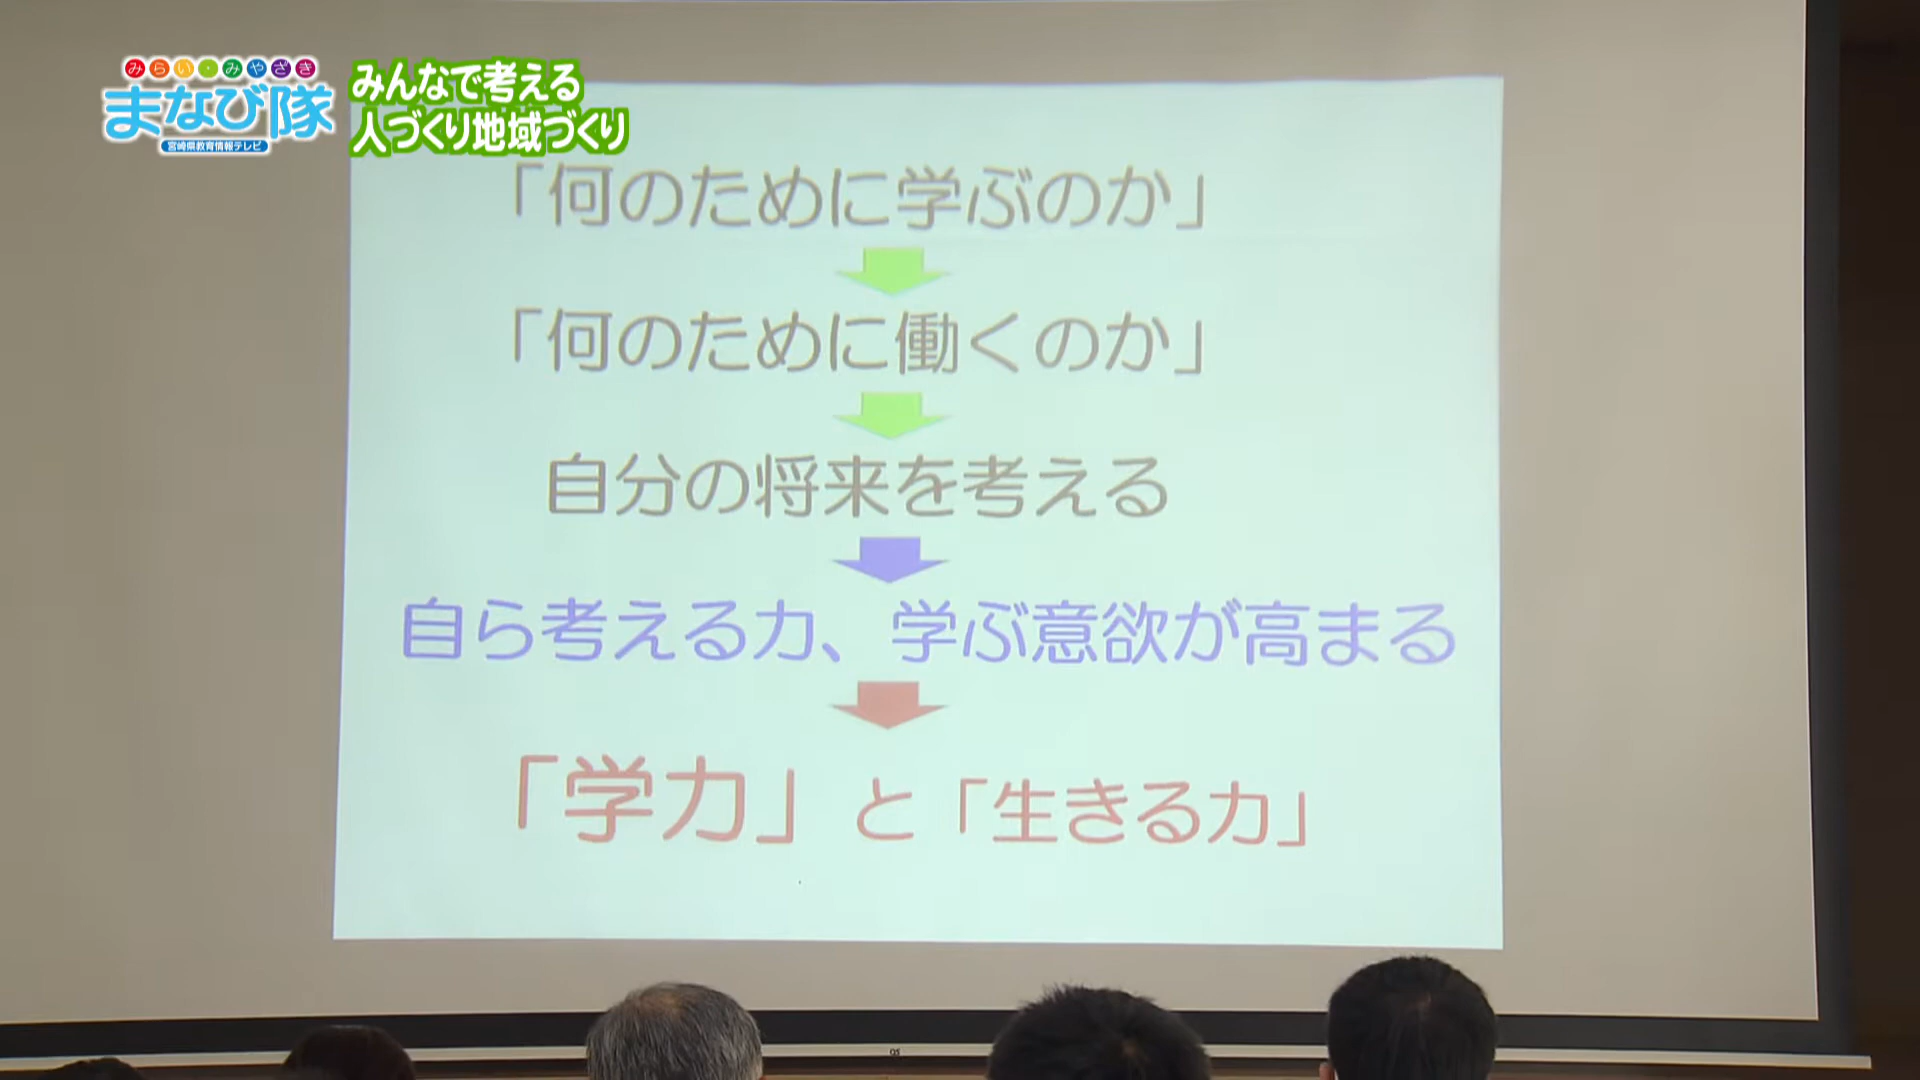 みらい・みやざき
まなび隊
宮崎県教育情報テレビ
みんなで考える
人づくり地域づくり
「何のために学ぶのか」
「何のために働くのか」
自分の将来を考える
自ら考える力、学ぶ意欲が高まる
「学力」と「生きる力」